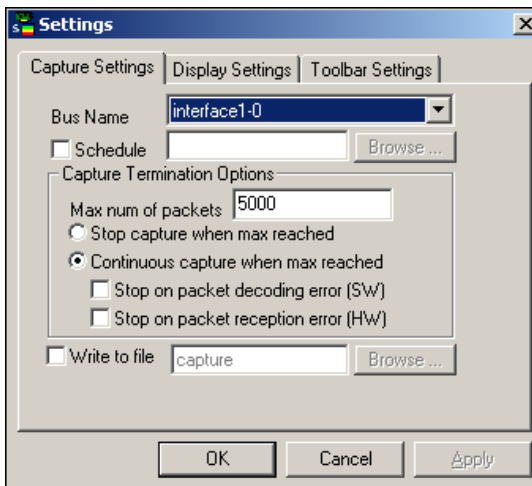 Settings
Capture Settings Display Settings Toolbar Settings
Bus Name interface1-0
Schedule Browse ...
Capture Termination Options
Max num of packets 5000
Stop capture when max reached
Continuous capture when max reached
Stop on packet decoding error (SW)
Stop on packet reception error (HW)
Write to file capture Browse ...
OK Cancel Apply